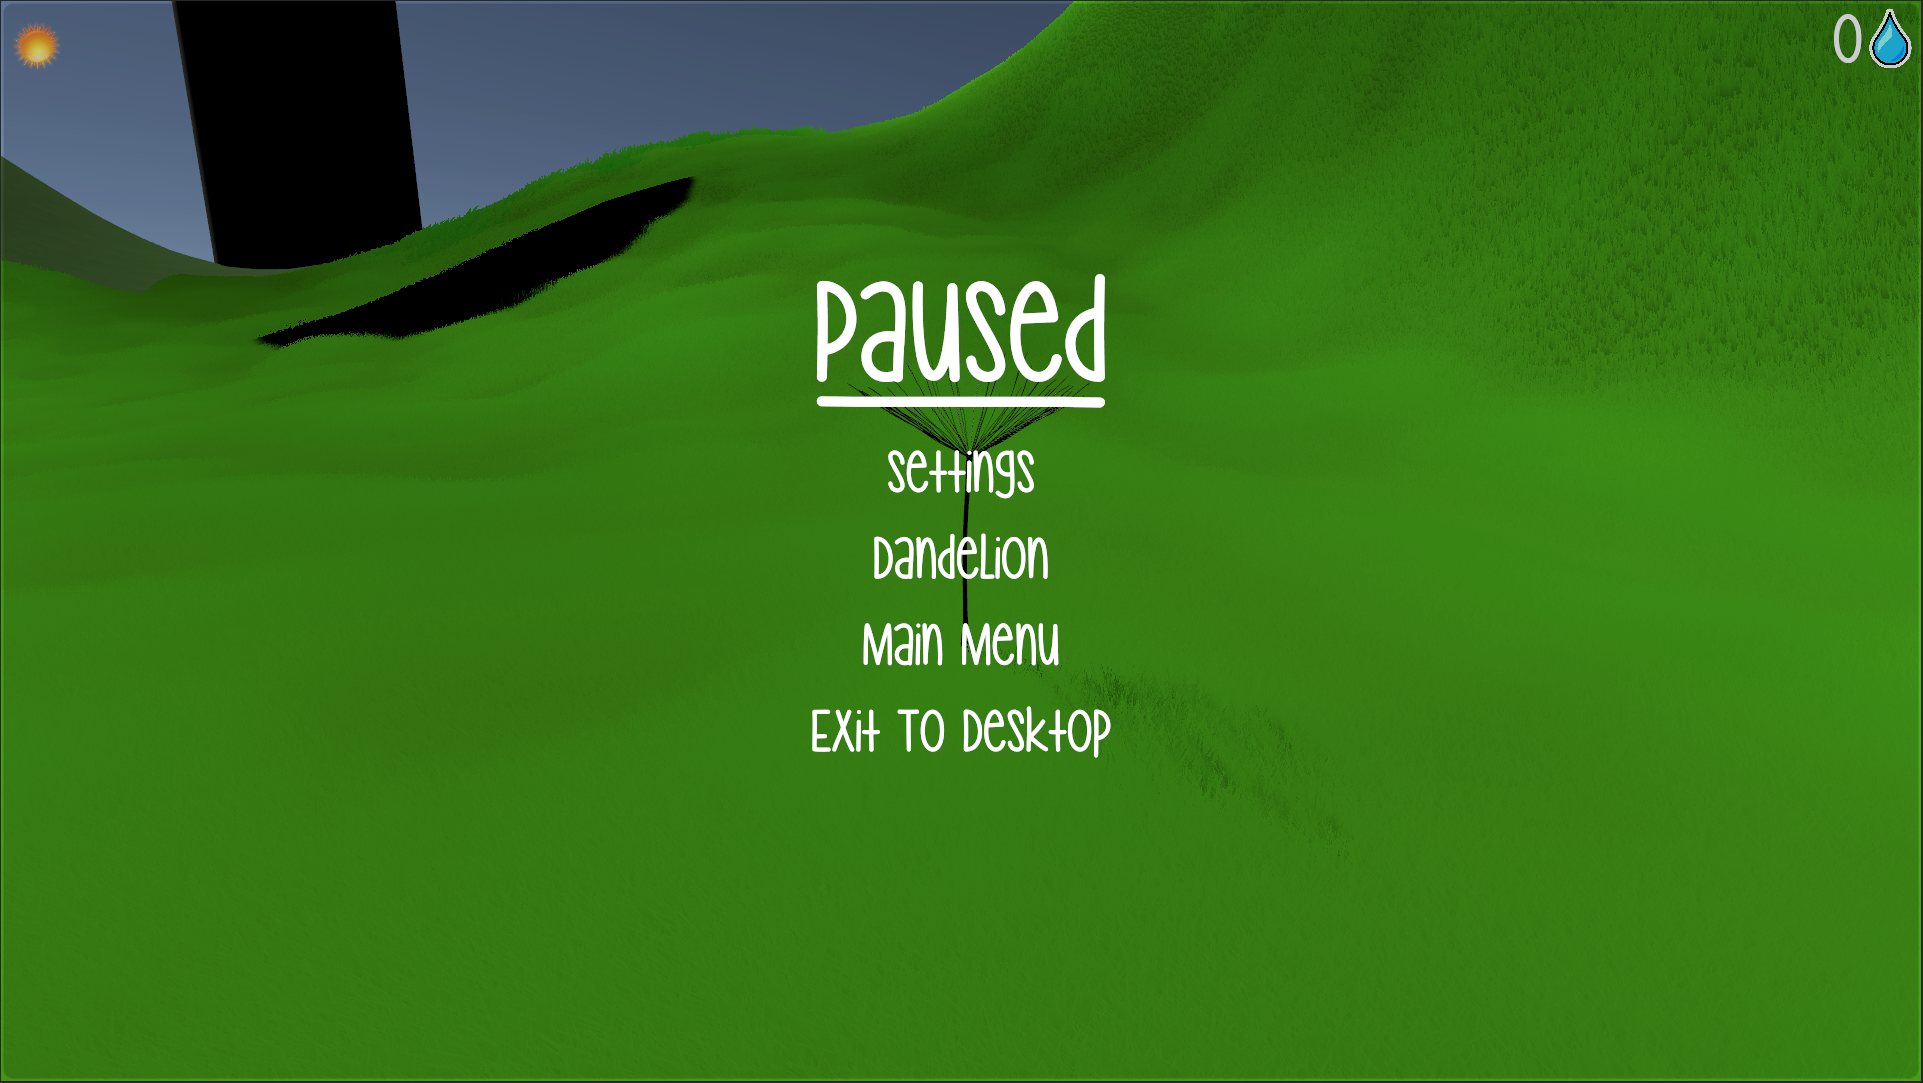 0
Paused
Settings
Dandelion
Main Menu
Exit To Desktop